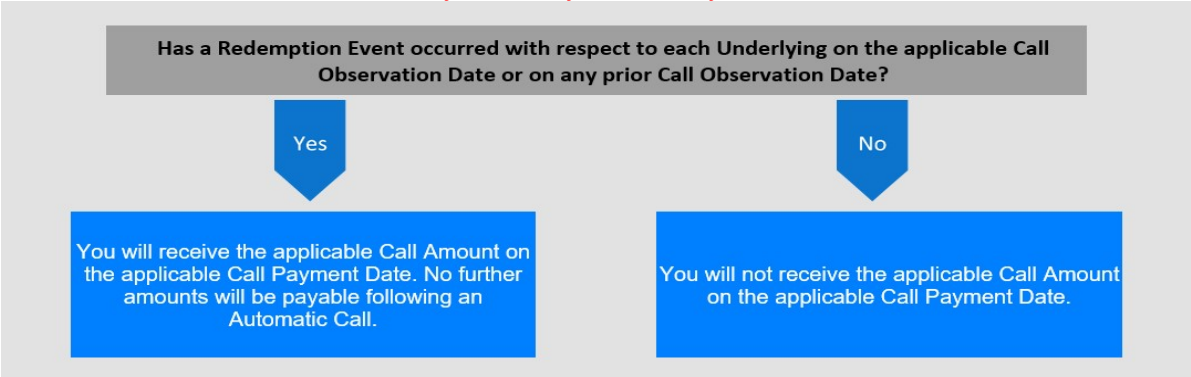 Has a Redemption Event occurred with respect to each Underlying on the applicable Call
Observation Date or on any prior Call Observation Date?
Yes
No
You will receive the applicable Call Amount on
the applicable Call Payment Date. No further
amounts will be payable following an
Automatic Call.
You will not receive the applicable Call Amount
on the applicable Call Payment Date.